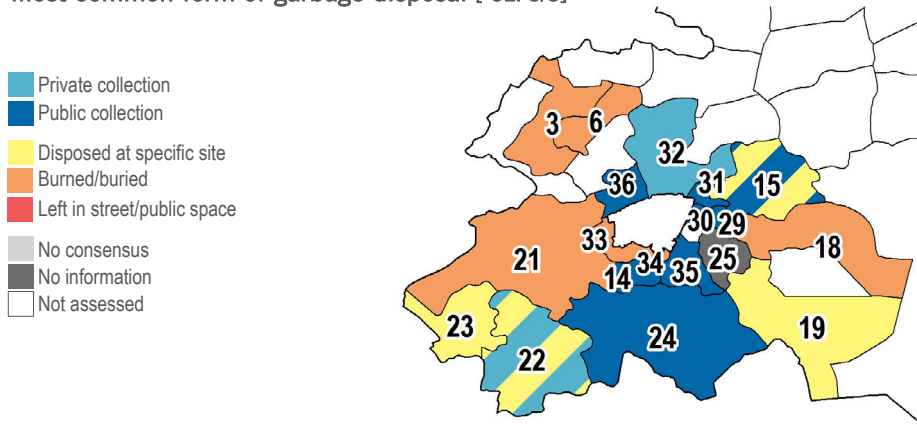 Private collection
Public collection
Disposed at specific site
Burned/buried
Left in street/public space
No consensus
No information
Not assessed
3
6
32
36
31
15
30
29
33
21
25
18
34
14
35
23
19
24
22